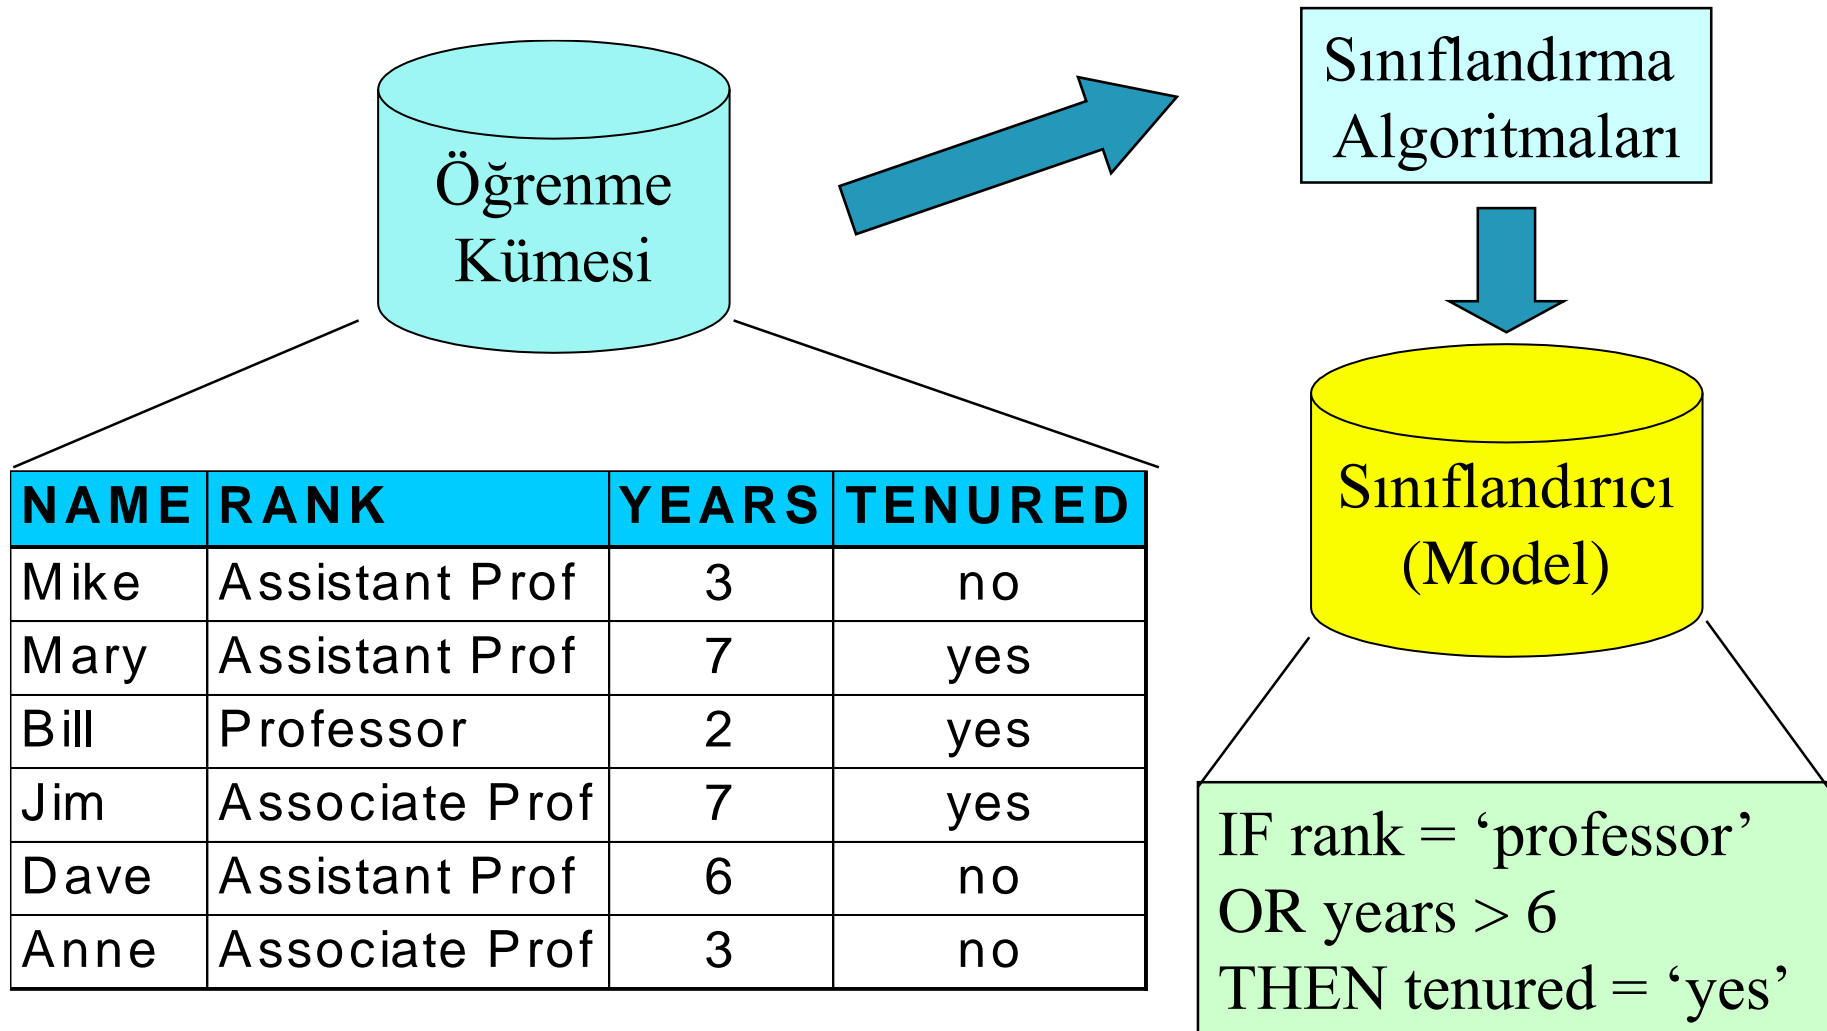 Öğrenme
Kümesi
Sınıflandırma
Algoritmaları
NAME RANK YEARS TENURED
Mike Assistant Prof 3 no
Mary Assistant Prof 7 yes
Bill Professor 2 yes
Jim Associate Prof 7 yes
Dave Assistant Prof 6 no
Anne Associate Prof 3 no
Sınıflandırıcı
(Model)
IF rank = ‘professor’
OR years > 6
THEN tenured = ‘yes’